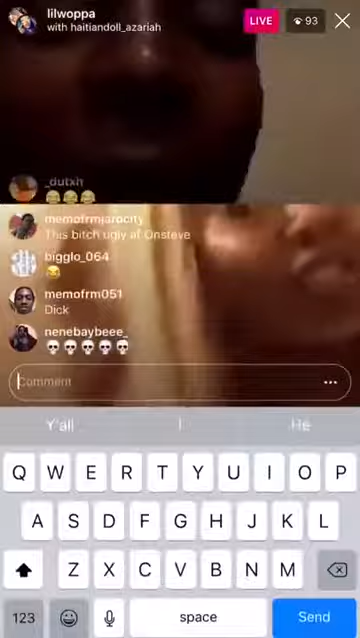 lilwoppa
LIVE
93
with haitiandoll_azariah
_dutxh
😂😂😂
memofrmjarocity
This bitch ugly af Onsteve
bigglo_064
😂
memofrm051
Dick
nenebaybeee_
💀💀💀💀💀
Comment
Y'all I He
Q W E R T Y U I O P
A S D F G H J K L
Z X C V B N M
123 space Send